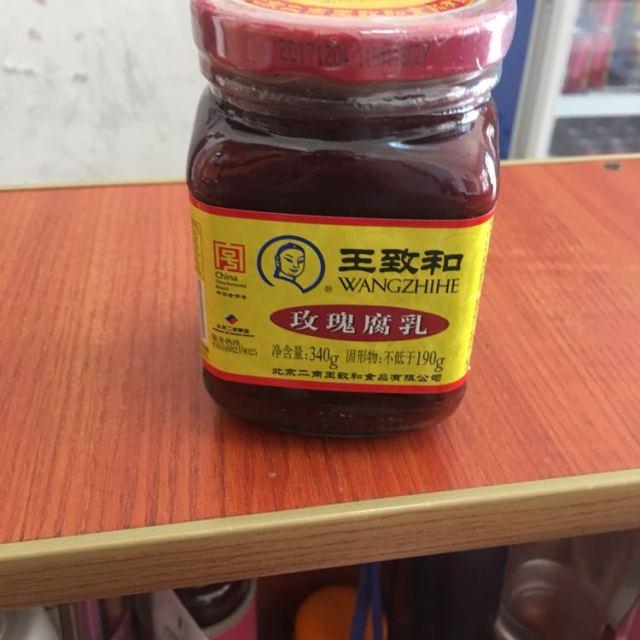 20171204
China
王致和
®
WANGZHIHE
玫瑰腐乳
净含量:340g 固形物:不低于190g
北京二商王致和食品有限公司